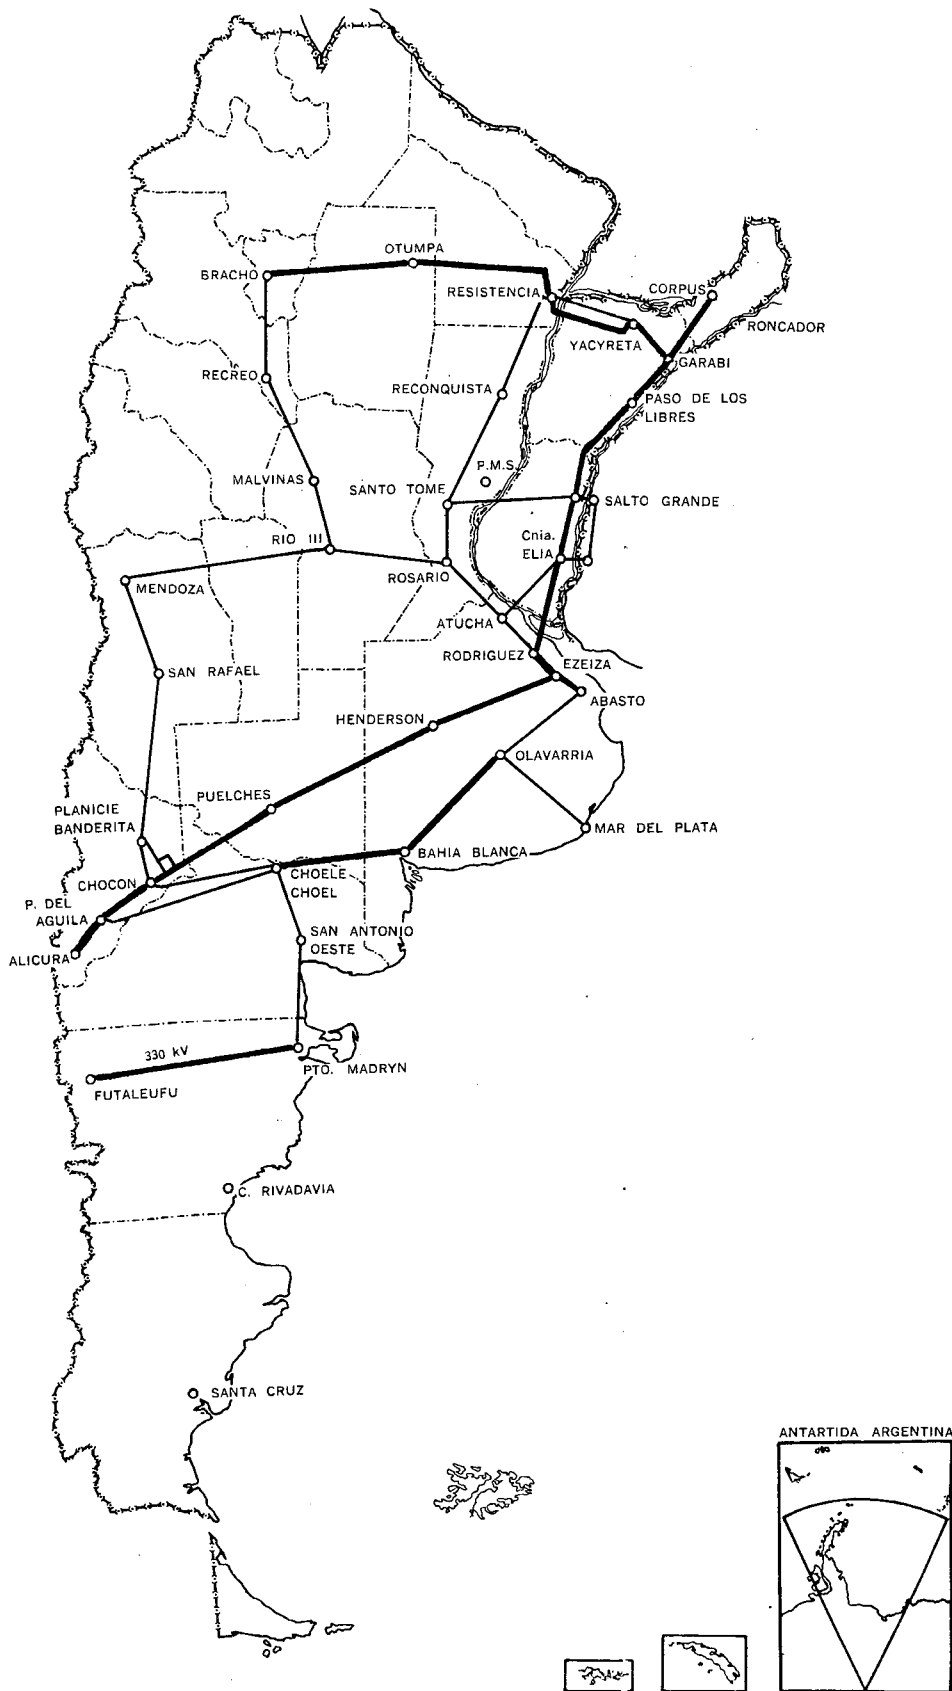 OTUMPA
BRACHO
RESISTENCIA
CORPUS
RONCADOR
YACYRETA
GARABI
RECREO
RECONQUISTA
PASO DE LOS
LIBRES
P.M.S.
MALVINAS
SANTO TOME
SALTO GRANDE
Cnia.
ELIA
RIO III
ROSARIO
MENDOZA
ATUCHA
RODRIGUEZ
EZEIZA
SAN RAFAEL
ABASTO
HENDERSON
OLAVARRIA
PUELCHES
PLANICIE
BANDERITA
MAR DEL PLATA
BAHIA BLANCA
CHOCON
CHOELE
CHOEL
P. DEL
AGUILA
SAN ANTONIO
OESTE
ALICURA
330 kV
PTO. MADRYN
FUTALEUFU
C. RIVADAVIA
SANTA CRUZ
ANTARTIDA ARGENTINA